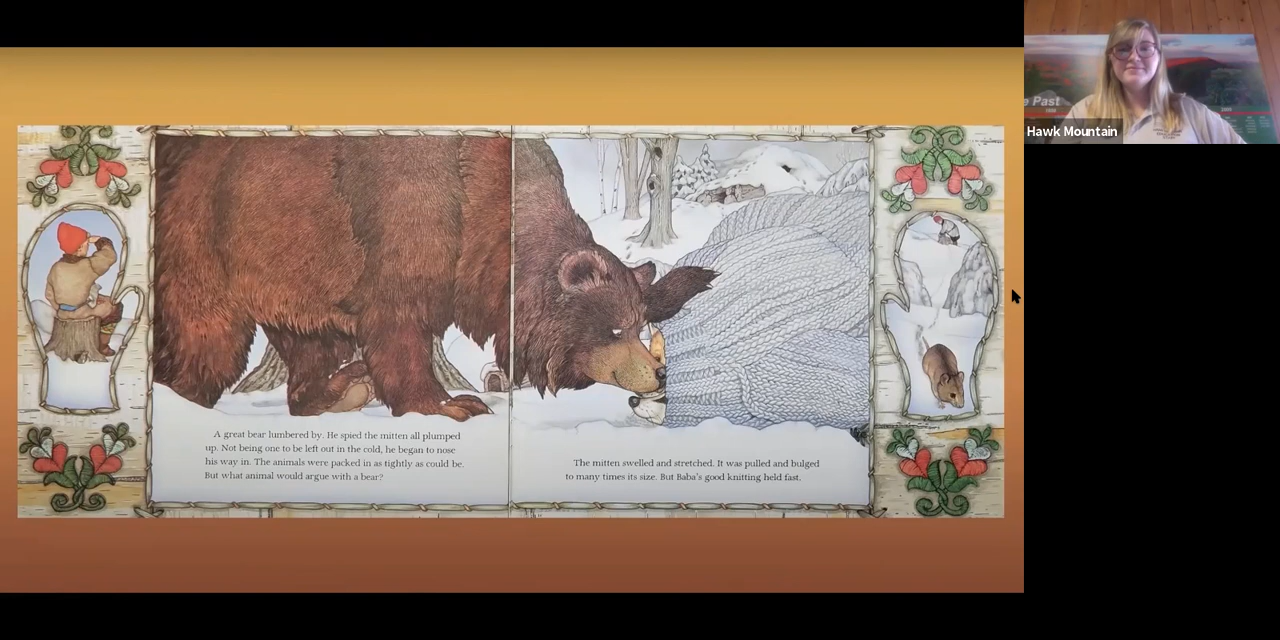 A great bear lumbered by. He spied the mitten all plumped
up. Not being one to be left out in the cold, he began to nose
his way in. The animals were packed in as tightly as could be.
But what animal would argue with a bear?
The mitten swelled and stretched. It was pulled and bulged
to many times its size. But Baba's good knitting held fast.
Past
Hawk Mountain